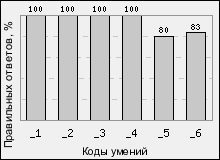 Правильных ответов, %
100 100 100 100 80 83
_1 _2 _3 _4 _5 _6
Коды умений